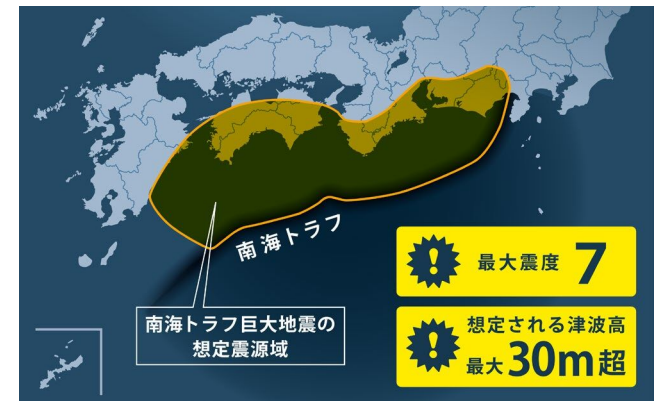 南海トラフ
南海トラフ巨大地震の
想定震源域
最大震度 7
想定される津波高
最大30m超